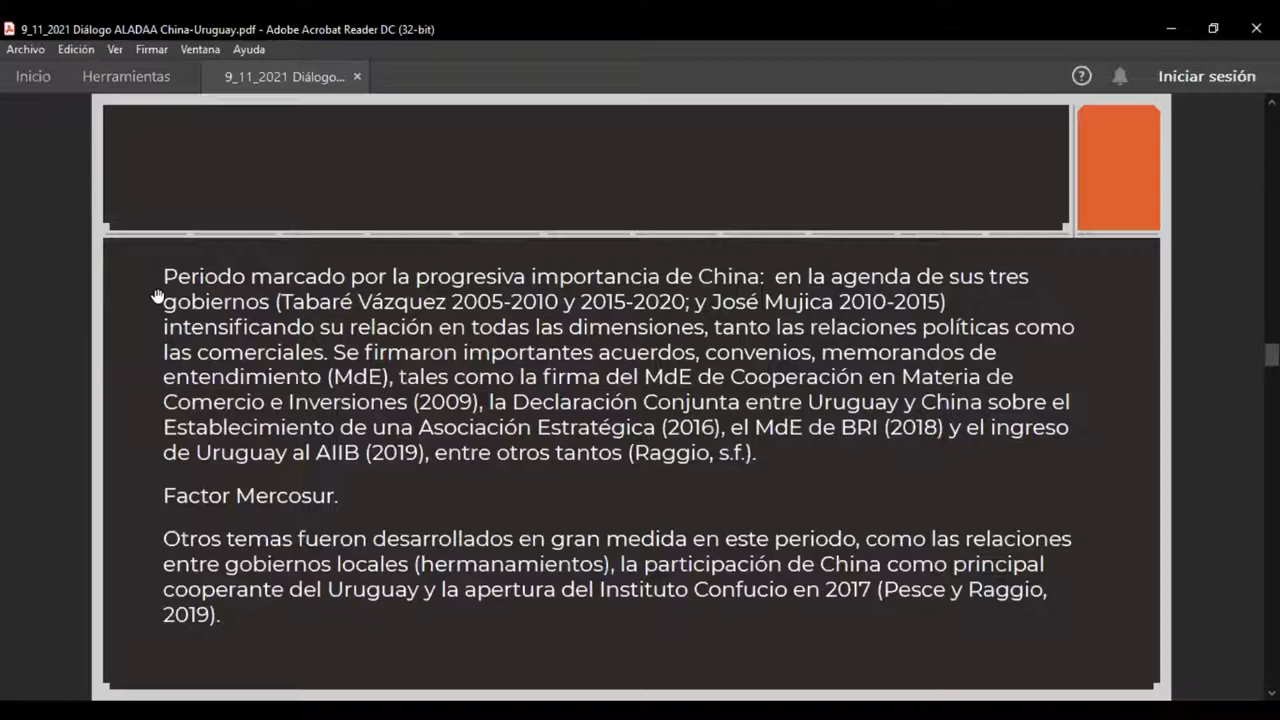 9_11_2021 Diálogo ALADAA China-Uruguay.pdf - Adobe Acrobat Reader DC (32-bit)
Archivo Edición Ver Firmar Ventana Ayuda
Inicio Herramientas 9_11_2021 Diálogo... × Iniciar sesión
Periodo marcado por la progresiva importancia de China: en la agenda de sus tres
gobiernos (Tabaré Vázquez 2005-2010 y 2015-2020; y José Mujica 2010-2015)
intensificando su relación en todas las dimensiones, tanto las relaciones políticas como
las comerciales. Se firmaron importantes acuerdos, convenios, memorandos de
entendimiento (MdE), tales como la firma del MdE de Cooperación en Materia de
Comercio e Inversiones (2009), la Declaración Conjunta entre Uruguay y China sobre el
Establecimiento de una Asociación Estratégica (2016), el MdE de BRI (2018) y el ingreso
de Uruguay al AIIB (2019), entre otros tantos (Raggio, s.f.).
Factor Mercosur.
Otros temas fueron desarrollados en gran medida en este periodo, como las relaciones
entre gobiernos locales (hermanamientos), la participación de China como principal
cooperante del Uruguay y la apertura del Instituto Confucio en 2017 (Pesce y Raggio,
2019).